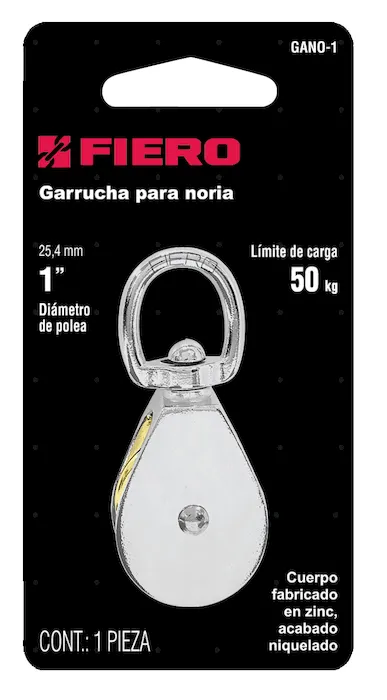 GANO-1
FIERO
Garrucha para noria
25,4 mm
1”
Diámetro
de polea
Límite de carga
50 kg
FIERO
Cuerpo
fabricado
en zinc,
acabado
niquelado
CONT.: 1 PIEZA